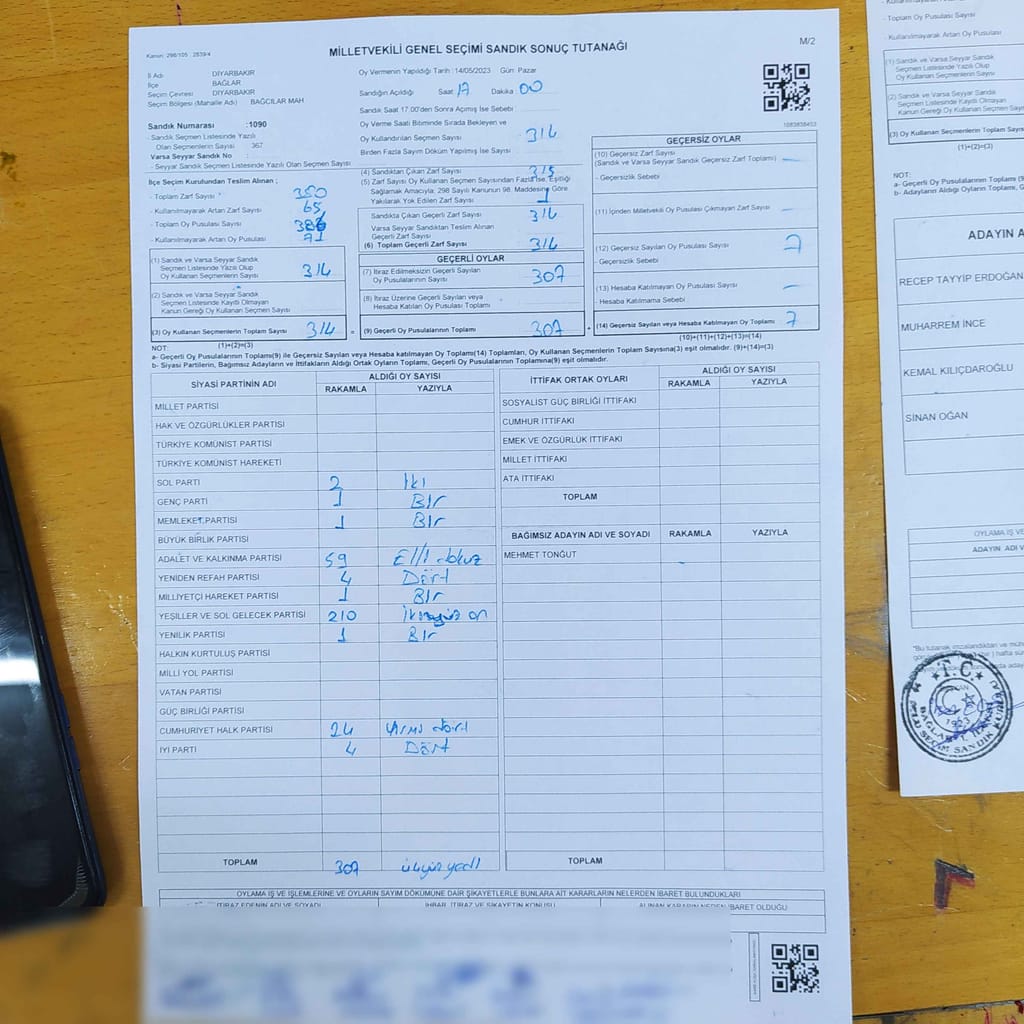 Kanun: 298/105 : 2839/4
MİLLETVEKİLİ GENEL SEÇİMİ SANDIK SONUÇ TUTANAĞI
M/2
İl Adı DİYARBAKIR
İlçe BAĞLAR
Seçim Çevresi DİYARBAKIR
Seçim Bölgesi (Mahalle Adı) BAĞCILAR MAH
Sandık Numarası :1090
- Sandık Seçmen Listesinde Yazılı
Olan Seçmenlerin Sayısı 367
Varsa Seyyar Sandık No :
- Seyyar Sandık Seçmen Listesinde Yazılı Olan Seçmen Sayısı
Oy Vermenin Yapıldığı Tarih : 14/05/2023 Gün: Pazar
Sandığın Açıldığı Saat 17 Dakika 00
Sandık Saat 17.00'den Sonra Açılmış İse Sebebi
Oy Verme Saati Bitiminde Sırada Bekleyen ve
Oy Kullandırılan Seçmen Sayısı 314
Birden Fazla Sayım Döküm Yapılmış İse Sayısı
1083838453
İlçe Seçim Kurulundan Teslim Alınan ;
- Toplam Zarf Sayısı 380
- Kullanılmayarak Artan Zarf Sayısı 65
- Toplam Oy Pusulası Sayısı
- Kullanılmayarak Artan Oy Pusulası 71
(4) Sandıktan Çıkan Zarf Sayısı 315
(5) Zarf Sayısı Oy Kullanan Seçmen Sayısından Fazla İse, Eşitliği
Sağlamak Amacıyla, 298 Sayılı Kanunun 98. Maddesine Göre
Yakılarak Yok Edilen Zarf Sayısı 1
Sandıkta Çıkan Geçerli Zarf Sayısı 314
Varsa Seyyar Sandıktan Teslim Alınan
Geçerli Zarf Sayısı
(6) Toplam Geçerli Zarf Sayısı 314
GEÇERSİZ OYLAR
(10) Geçersiz Zarf Sayısı
(Sandık ve Varsa Seyyar Sandık Geçersiz Zarf Toplamı) —
- Geçersizlik Sebebi
(11) İçinden Milletvekili Oy Pusulası Çıkmayan Zarf Sayısı -
(12) Geçersiz Sayılan Oy Pusulası Sayısı 7
- Geçersizlik Sebebi
(13) Hesaba Katılmayan Oy Pusulası Sayısı -
Hesaba Katılmama Sebebi
(14) Geçersiz Sayılan veya Hesaba Katılmayan Oy Toplamı 7
(10)+(11)+(12)+(13)=(14)
(1) Sandık ve Varsa Seyyar Sandık
Seçmen Listesinde Yazılı Olup
Oy Kullanan Seçmenlerin Sayısı 314
(2) Sandık ve Varsa Seyyar Sandık
Seçmen Listesinde Kayıtlı Olmayan
Kanun Gereği Oy Kullanan Seçmenlerin Sayısı
(3) Oy Kullanan Seçmenlerin Toplam Sayısı 314 =
(1)+(2)=(3)
GEÇERLİ OYLAR
(7) İtiraz Edilmeksizin Geçerli Sayılan
Oy Pusulalarının Sayısı 307
(8) İtiraz Üzerine Geçerli Sayılan veya
Hesaba Katılan Oy Pusulası Toplamı
(9) Geçerli Oy Pusulalarının Toplamı 307 +
NOT:
a- Geçerli Oy Pusulaları Toplamı(9) ile Geçersiz Sayılan veya Hesaba katılmayan Oy Toplamı(14) Toplamları, Oy Kullanan Seçmenlerin Toplam Sayısına(3) eşit olmalıdır. (9)+(14)=(3)
b- Siyasi Partilerin, Bağımsız Adayların ve İttifakların Aldığı Ortak Oyların Toplamı, Geçerli Oy Pusulalarının Toplamına(9) eşit olmalıdır.
SİYASİ PARTİNİN ADI ALDIĞI OY SAYISI
RAKAMLA YAZIYLA
MİLLET PARTİSİ
HAK VE ÖZGÜRLÜKLER PARTİSİ
TÜRKİYE KOMÜNİST PARTİSİ
TÜRKİYE KOMÜNİST HAREKETİ
SOL PARTİ 2 iki
GENÇ PARTİ 1 Bir
MEMLEKET PARTİSİ 1 Bir
BÜYÜK BİRLİK PARTİSİ
ADALET VE KALKINMA PARTİSİ 59 Elli dokuz
YENİDEN REFAH PARTİSİ 4 Dört
MİLLİYETÇİ HAREKET PARTİSİ 1 Bir
YEŞİLLER VE SOL GELECEK PARTİSİ 210 ikiyüz on
YENİLİK PARTİSİ 1 Bir
HALKIN KURTULUŞ PARTİSİ
MİLLİ YOL PARTİSİ
VATAN PARTİSİ
GÜÇ BİRLİĞİ PARTİSİ
CUMHURİYET HALK PARTİSİ 24 yirmi dört
İYİ PARTİ 4 Dört
TOPLAM 307 üçyüz yedi
İTTİFAK ORTAK OYLARI ALDIĞI OY SAYISI
RAKAMLA YAZIYLA
SOSYALİST GÜÇ BİRLİĞİ İTTİFAKI
CUMHUR İTTİFAKI
EMEK VE ÖZGÜRLÜK İTTİFAKI
MİLLET İTTİFAKI
ATA İTTİFAKI
TOPLAM
BAĞIMSIZ ADAYIN ADI VE SOYADI RAKAMLA YAZIYLA
MEHMET TONĞUT -
TOPLAM
OYLAMA İŞ VE İŞLEMLERİNE VE OYLARIN SAYIM DÖKÜMÜNE DAİR ŞİKAYETLERLE BUNLARA AİT KARARLARIN NELERDEN İBARET BULUNDUKLARI
İTİRAZ EDENİN ADI VE SOYADI İHBAR, İTİRAZ VE ŞİKAYETİN KONUSU ALINAN KARARIN NEDEN İBARET OLDUĞU
- Toplam Oy Pusulası Sayısı
- Kullanılmayarak Artan Oy Pusulası
(1) Sandık ve Varsa Seyyar Sandık
Seçmen Listesinde Yazılı Olup
Oy Kullanan Seçmenlerin Sayısı
(2) Sandık ve Varsa Seyyar Sandık
Seçmen Listesinde Kayıtlı Olmayan
Kanun Gereği Oy Kullanan Seçmenlerin
(3) Oy Kullanan Seçmenlerin Toplam Sayısı
(1)+(2)=(3)
NOT:
a- Geçerli Oy Pusulaları Toplamı(9)
b- Adayların Aldığı Oyların Toplamı,
ADAYIN A
RECEP TAYYİP ERDOĞAN
MUHARREM İNCE
KEMAL KILIÇDAROĞLU
SİNAN OĞAN
OYLAMA İŞ VE
ADAYIN ADI V
T.C.
1923